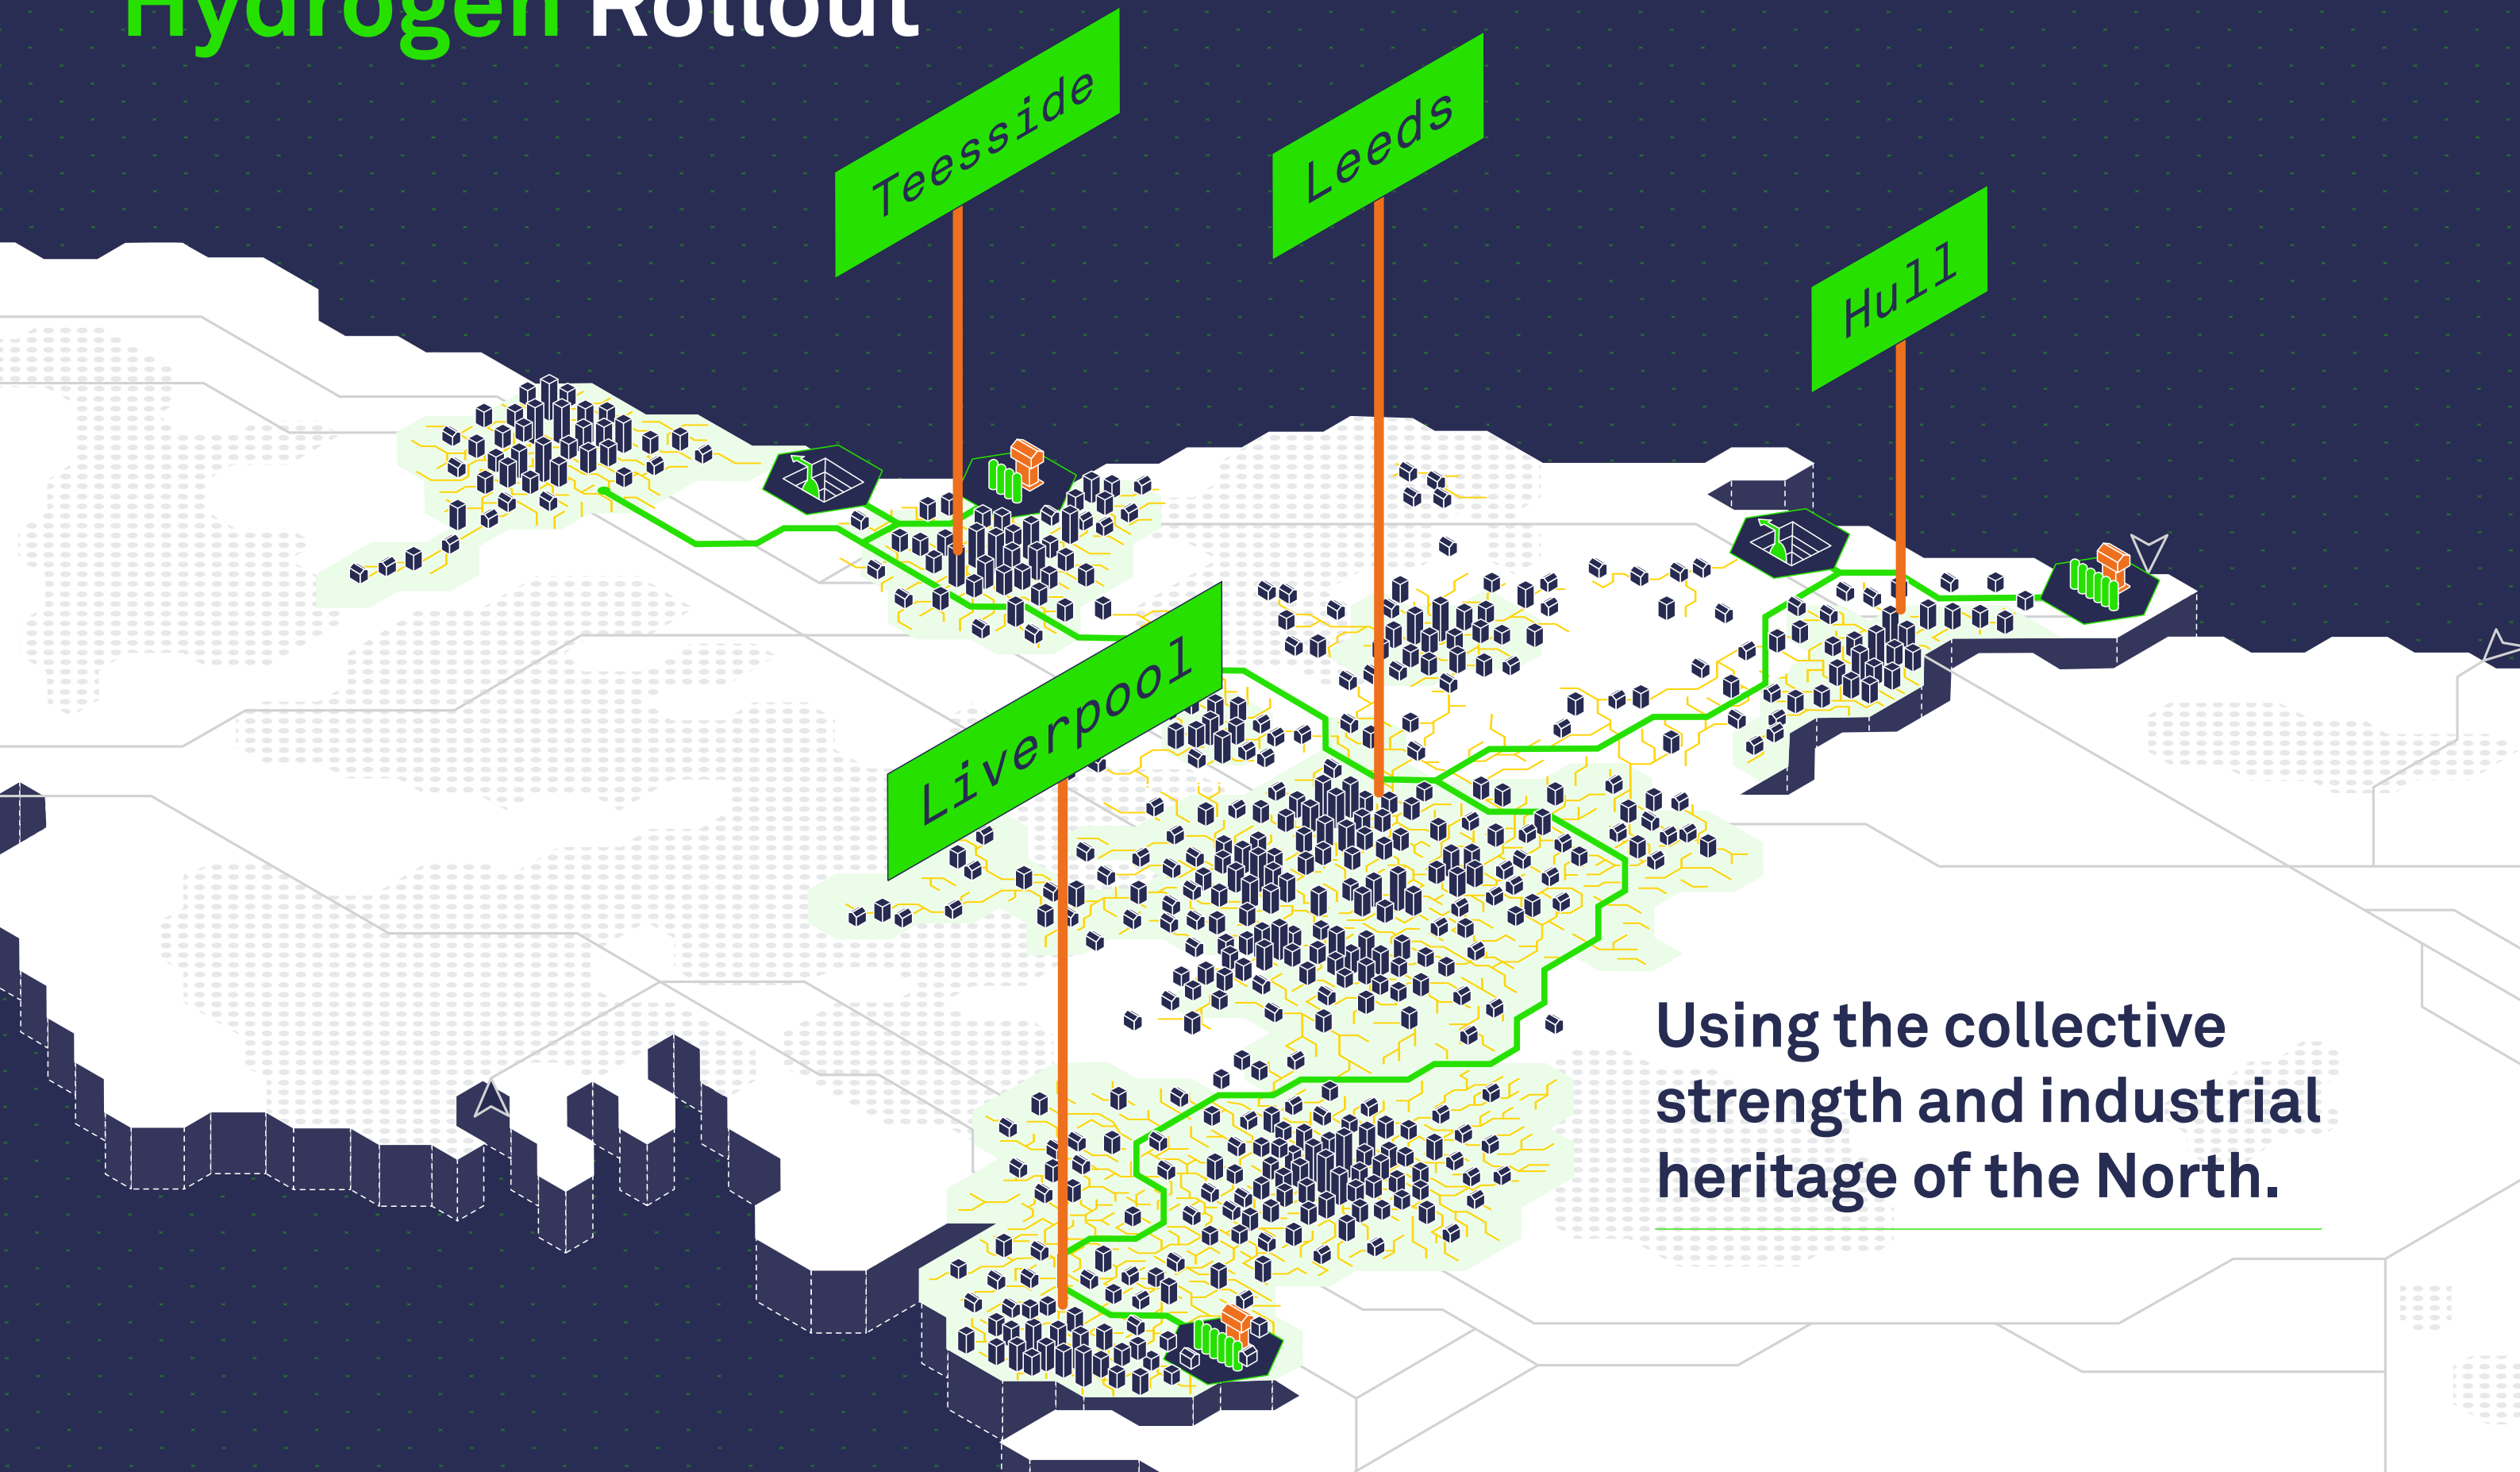 Hydrogen Rollout
Teesside
Leeds
Hull
Liverpool
Using the collective
strength and industrial
heritage of the North.